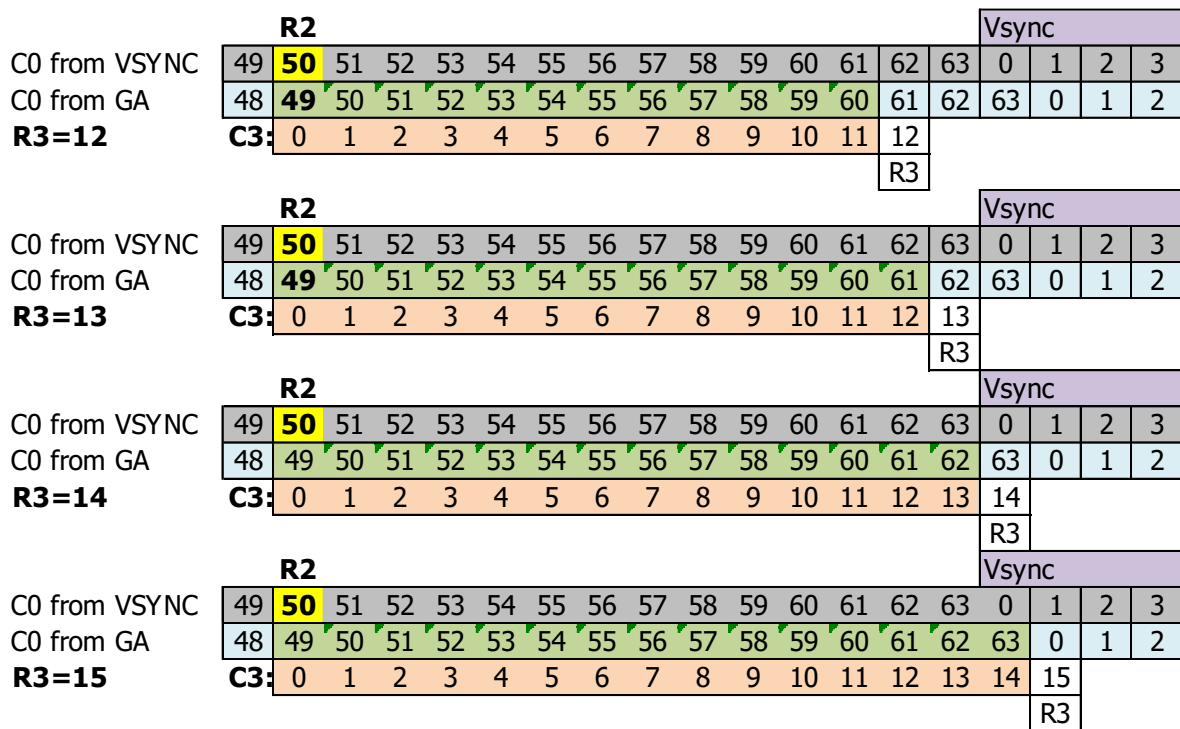 R2 Vsync
C0 from VSYNC 49 50 51 52 53 54 55 56 57 58 59 60 61 62 63 0 1 2 3
C0 from GA 48 49 50 51 52 53 54 55 56 57 58 59 60 61 62 63 0 1 2
R3=12 C3: 0 1 2 3 4 5 6 7 8 9 10 11 12
R3
R2 Vsync
C0 from VSYNC 49 50 51 52 53 54 55 56 57 58 59 60 61 62 63 0 1 2 3
C0 from GA 48 49 50 51 52 53 54 55 56 57 58 59 60 61 62 63 0 1 2
R3=13 C3: 0 1 2 3 4 5 6 7 8 9 10 11 12 13
R3
R2 Vsync
C0 from VSYNC 49 50 51 52 53 54 55 56 57 58 59 60 61 62 63 0 1 2 3
C0 from GA 48 49 50 51 52 53 54 55 56 57 58 59 60 61 62 63 0 1 2
R3=14 C3: 0 1 2 3 4 5 6 7 8 9 10 11 12 13 14
R3
R2 Vsync
C0 from VSYNC 49 50 51 52 53 54 55 56 57 58 59 60 61 62 63 0 1 2 3
C0 from GA 48 49 50 51 52 53 54 55 56 57 58 59 60 61 62 63 0 1 2
R3=15 C3: 0 1 2 3 4 5 6 7 8 9 10 11 12 13 14 15
R3